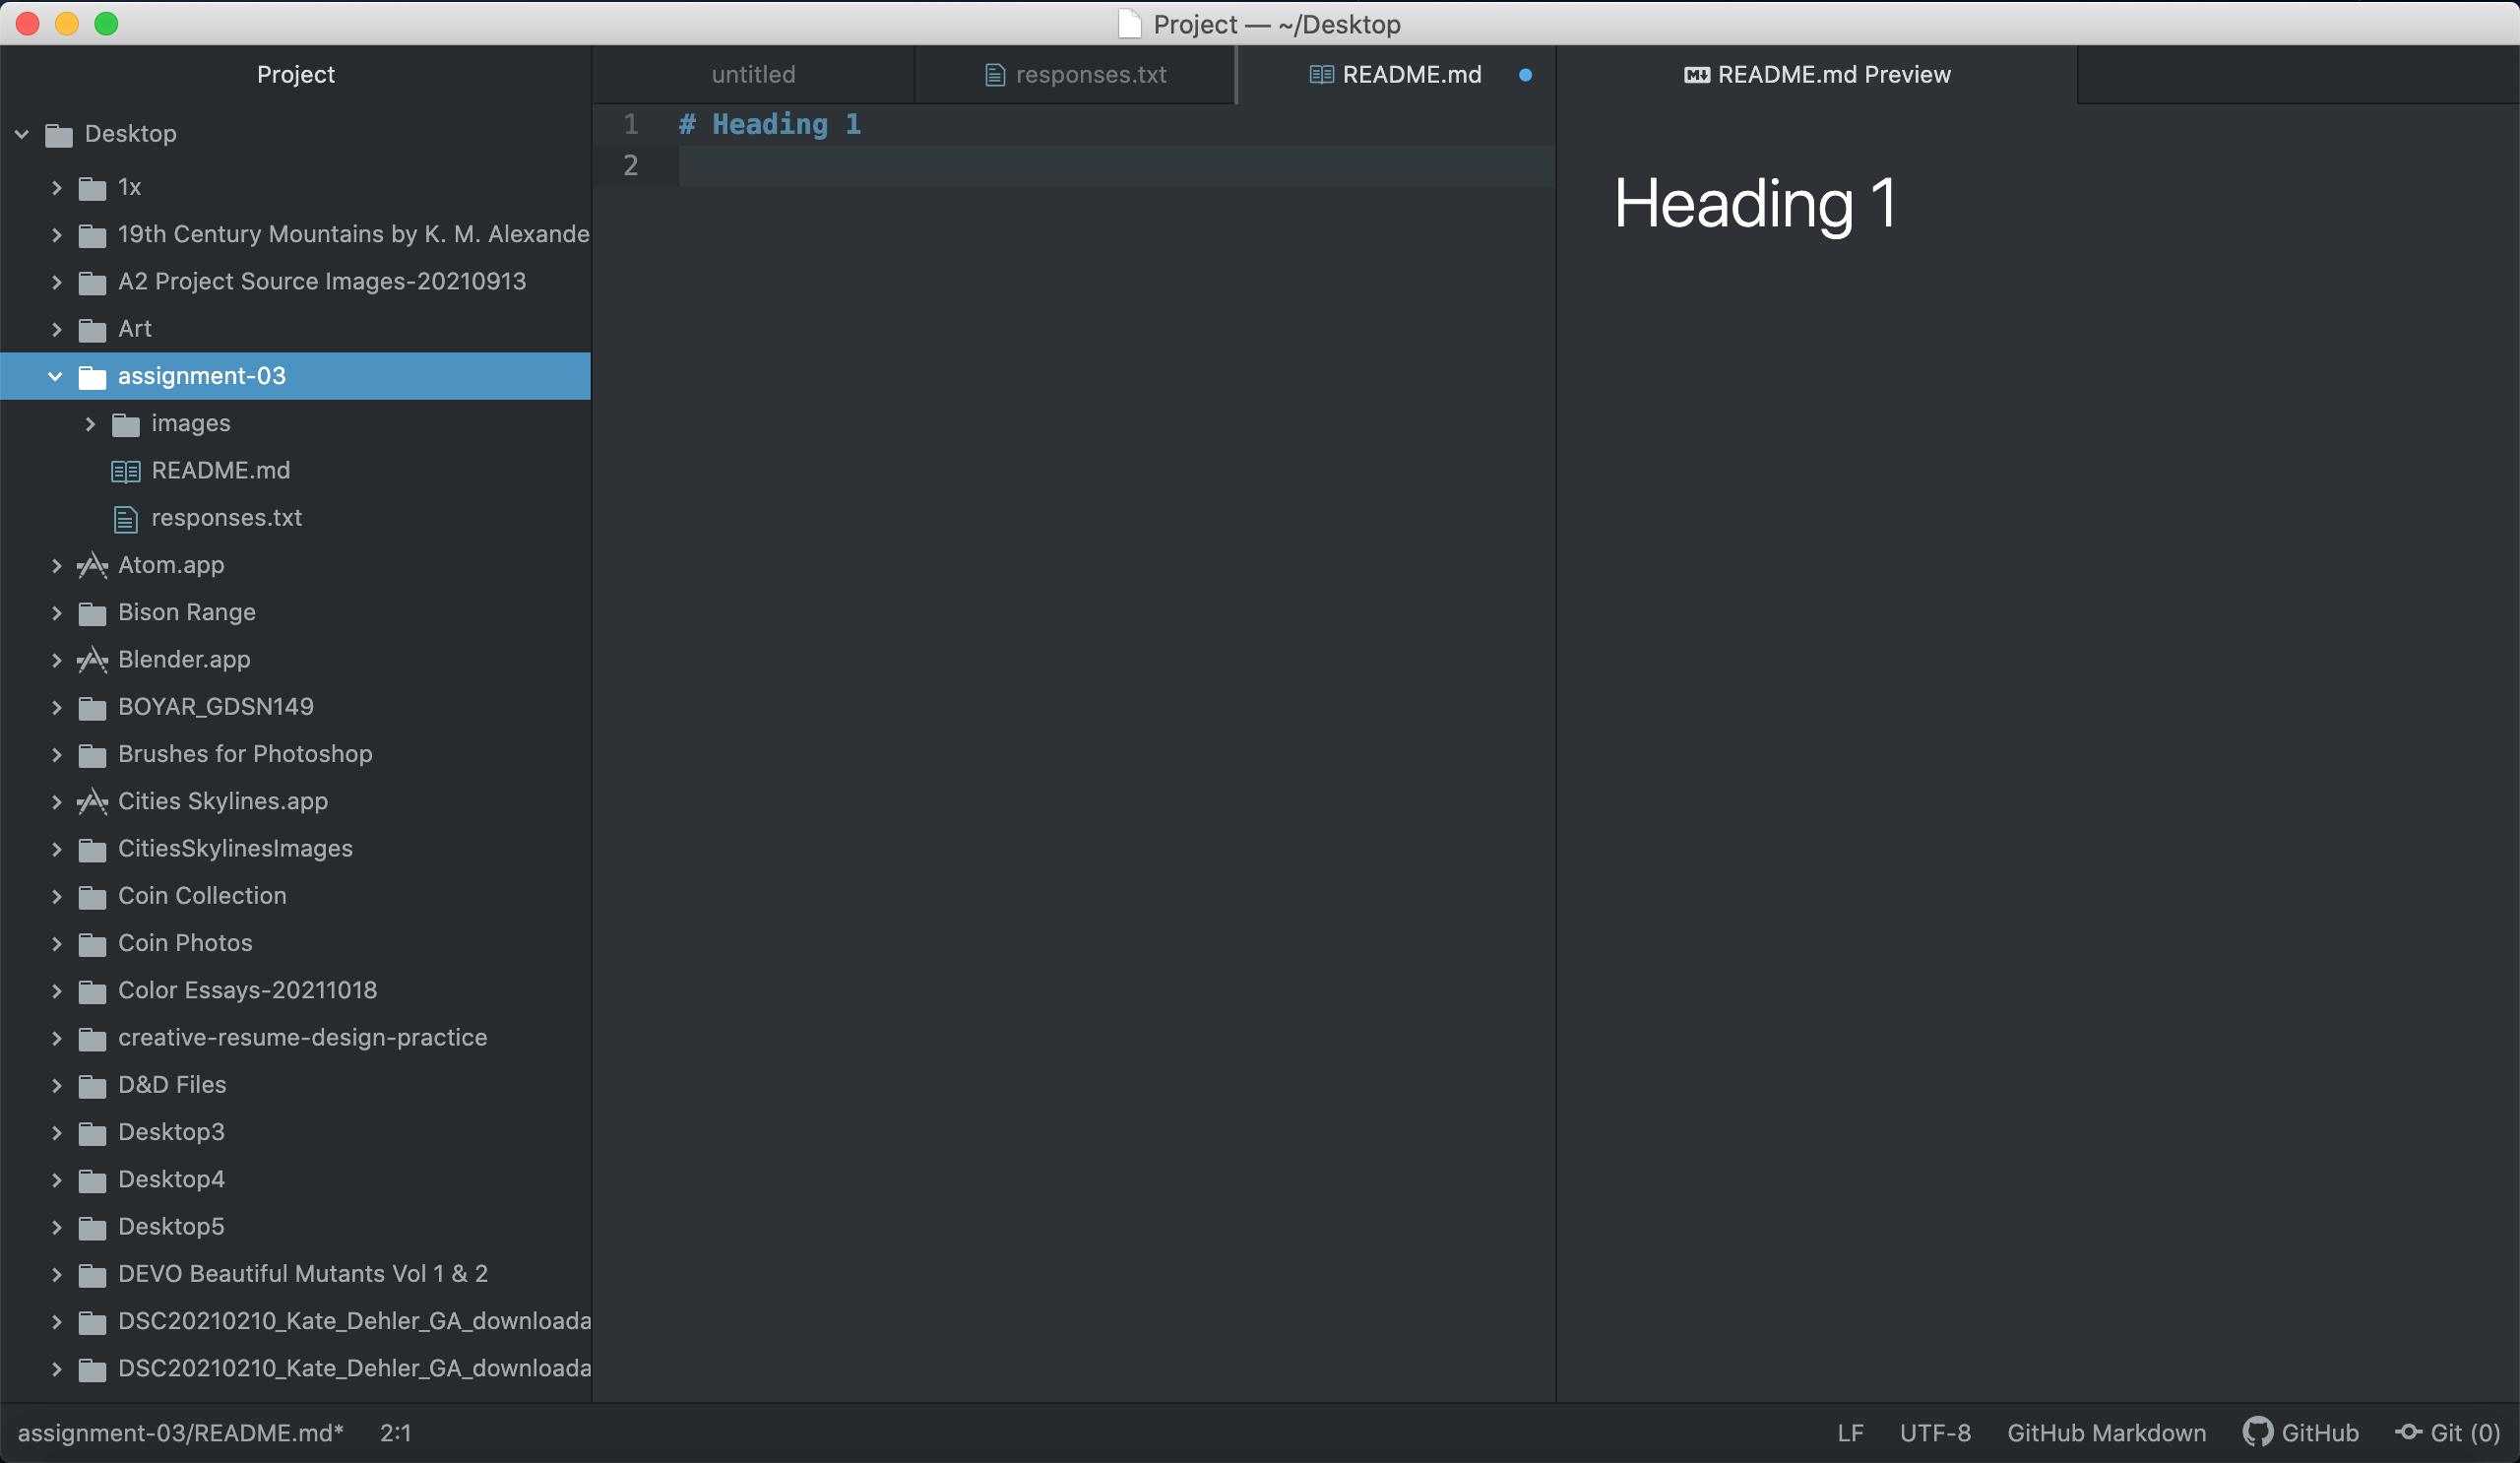 Project — ~/Desktop
Project
Desktop
1x
19th Century Mountains by K. M. Alexande
A2 Project Source Images-20210913
Art
assignment-03
images
README.md
responses.txt
Atom.app
Bison Range
Blender.app
BOYAR_GDSN149
Brushes for Photoshop
Cities Skylines.app
CitiesSkylinesImages
Coin Collection
Coin Photos
Color Essays-20211018
creative-resume-design-practice
D&D Files
Desktop3
Desktop4
Desktop5
DEVO Beautiful Mutants Vol 1 & 2
DSC20210210_Kate_Dehler_GA_downloada
DSC20210210_Kate_Dehler_GA_downloada
untitled
responses.txt
README.md
1 # Heading 1
2
README.md Preview
Heading 1
assignment-03/README.md* 2:1
LF UTF-8 GitHub Markdown GitHub Git (0)